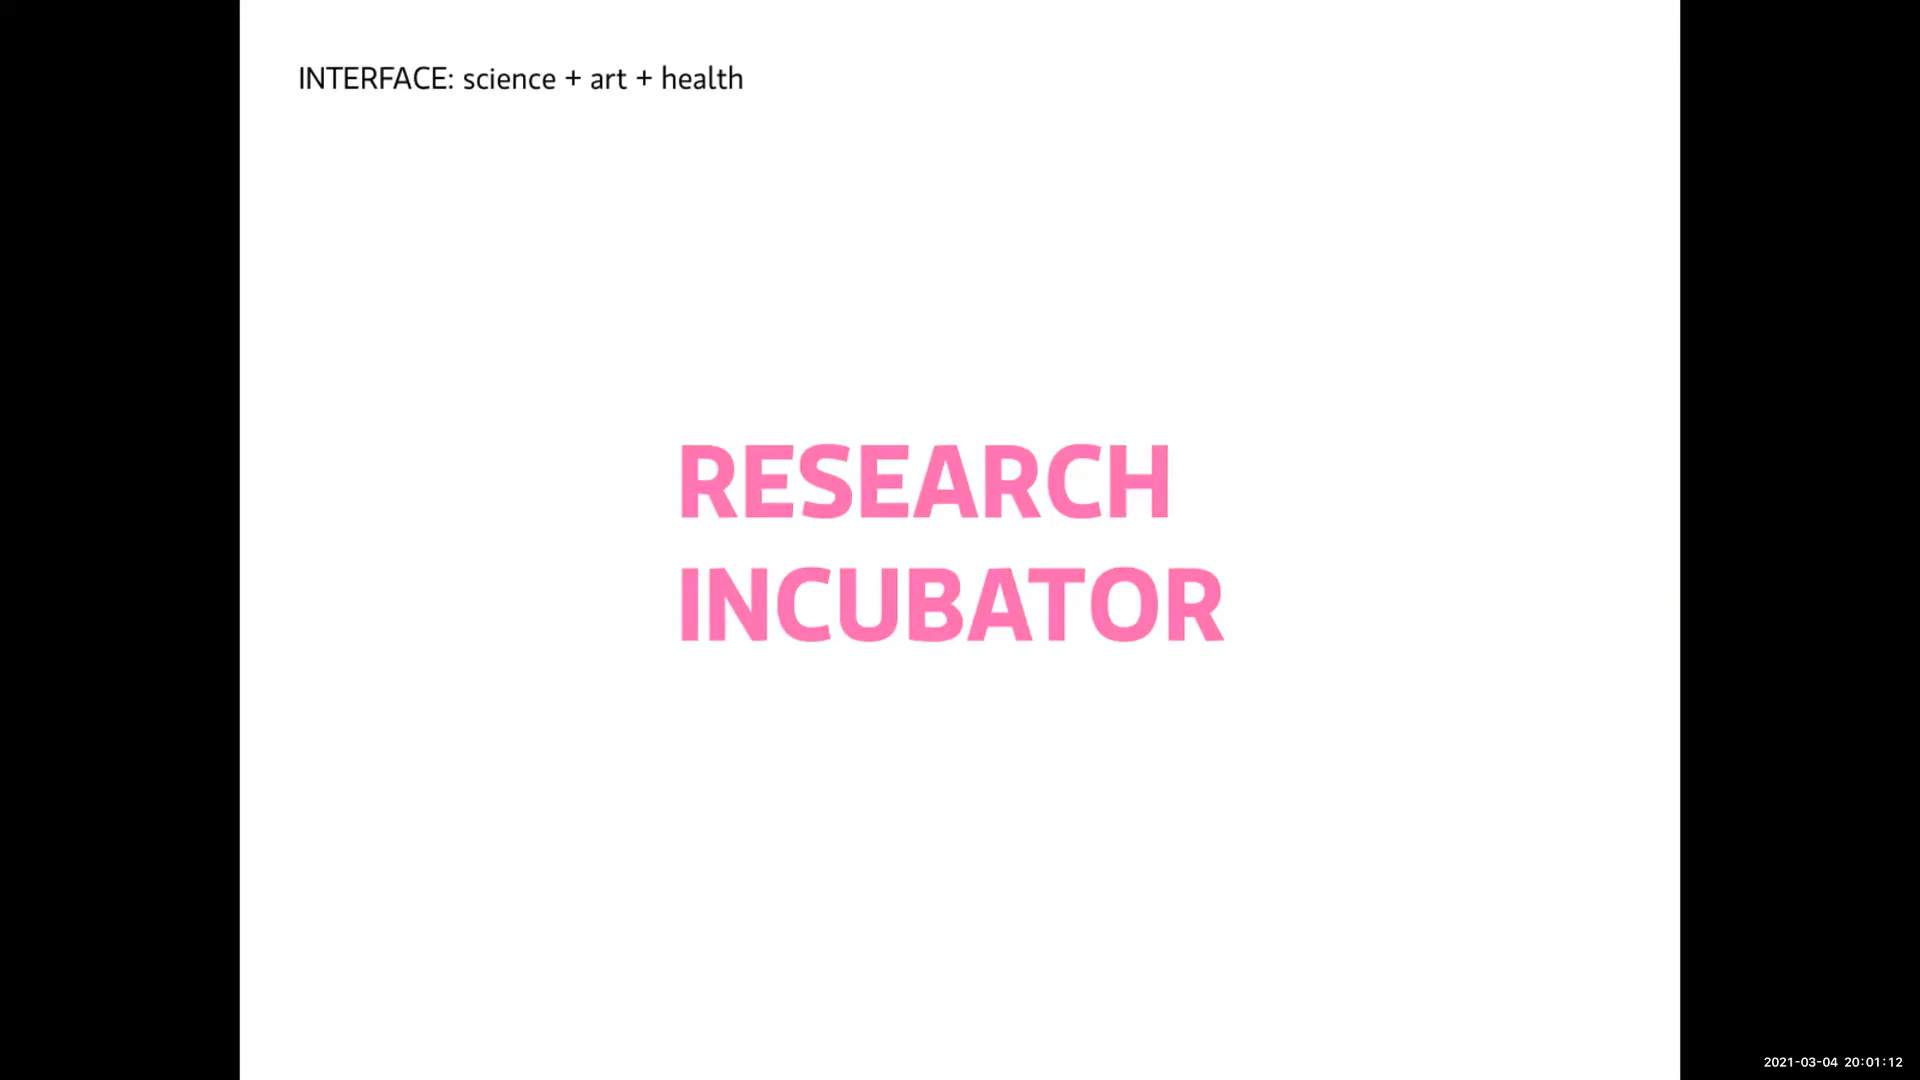 INTERFACE: science + art + health
RESEARCH
INCUBATOR
2021-03-04 20:01:12